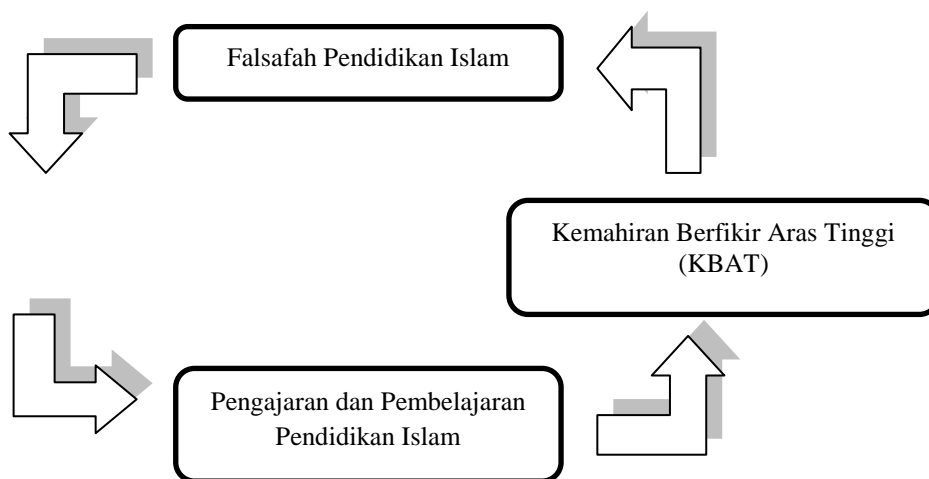 Falsafah Pendidikan Islam
Kemahiran Berfikir Aras Tinggi
(KBAT)
Pengajaran dan Pembelajaran
Pendidikan Islam